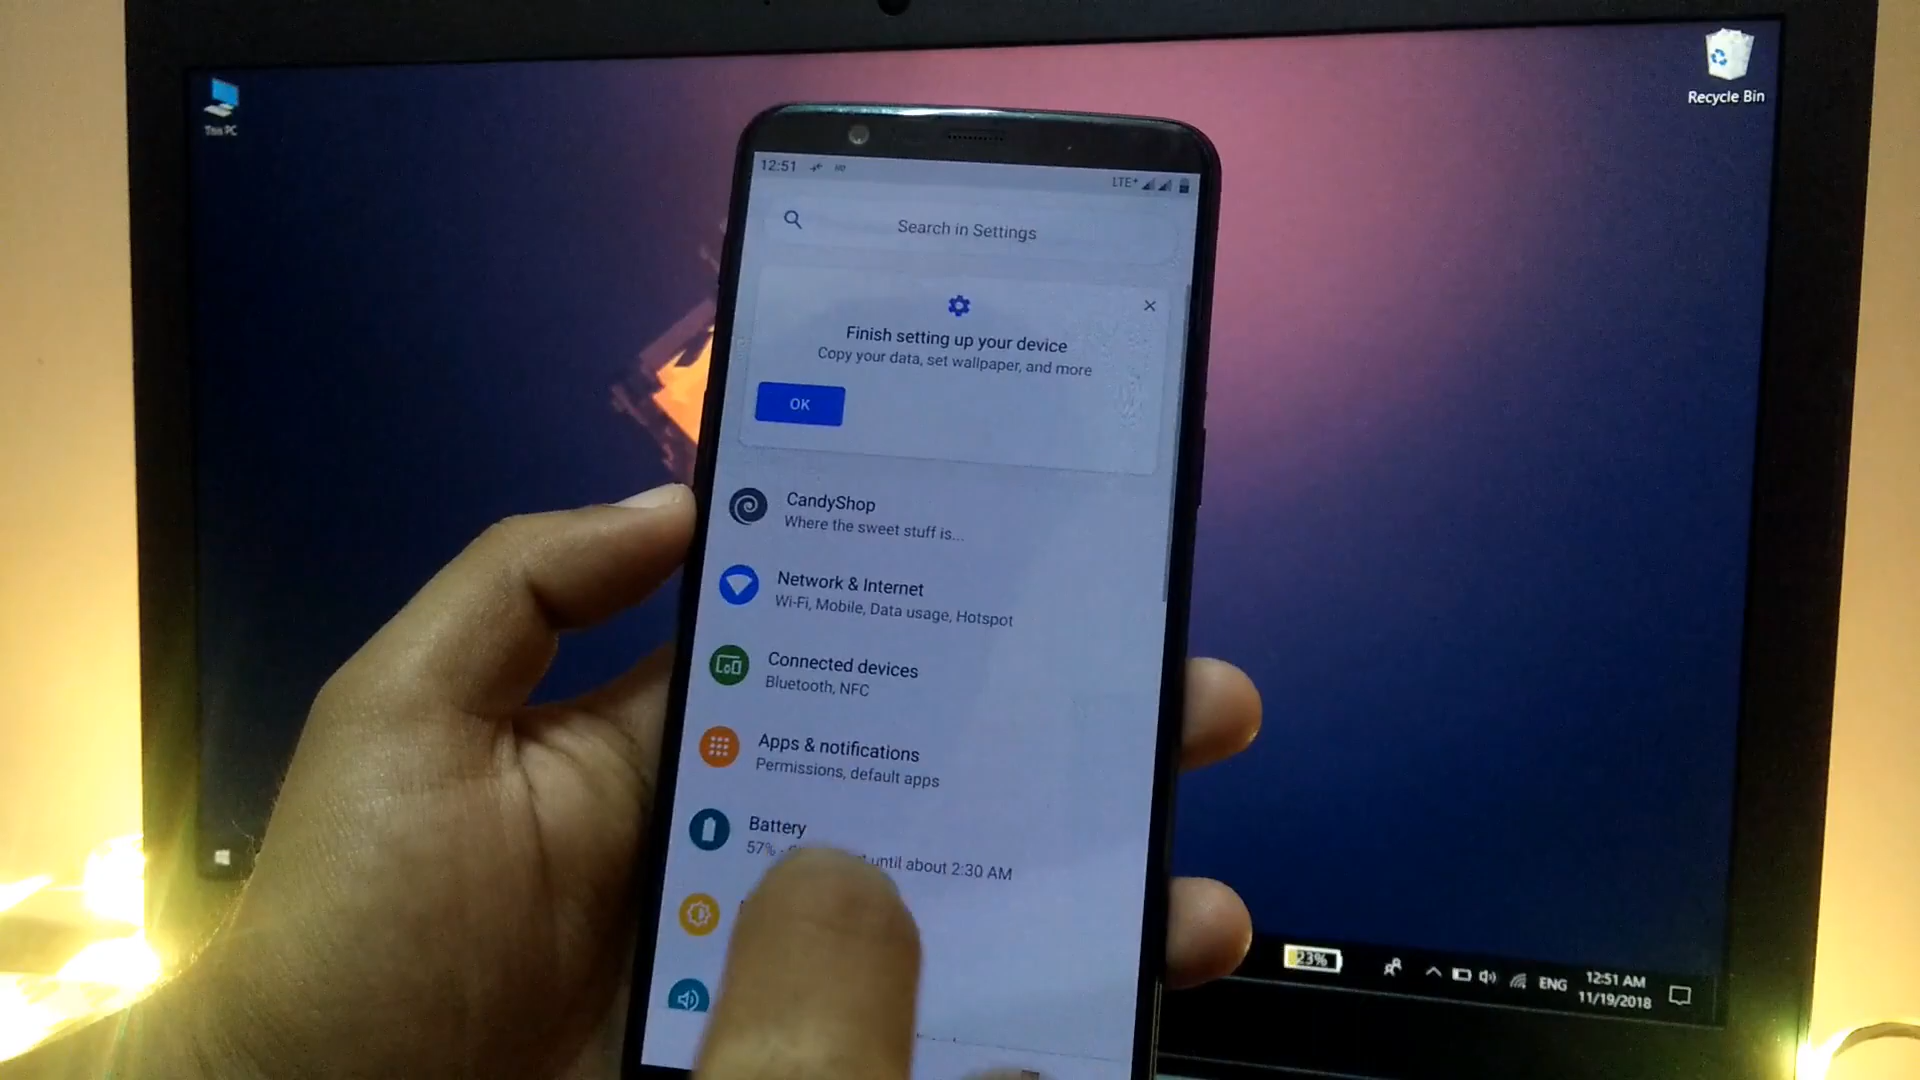 This PC
Recycle Bin
12:51
HD
LTE+
Search in Settings
Finish setting up your device
Copy your data, set wallpaper, and more
OK
CandyShop
Where the sweet stuff is...
Network & Internet
Wi-Fi, Mobile, Data usage, Hotspot
Connected devices
Bluetooth, NFC
Apps & notifications
Permissions, default apps
Battery
57% - until about 2:30 AM
23%
ENG
12:51 AM
11/19/2018